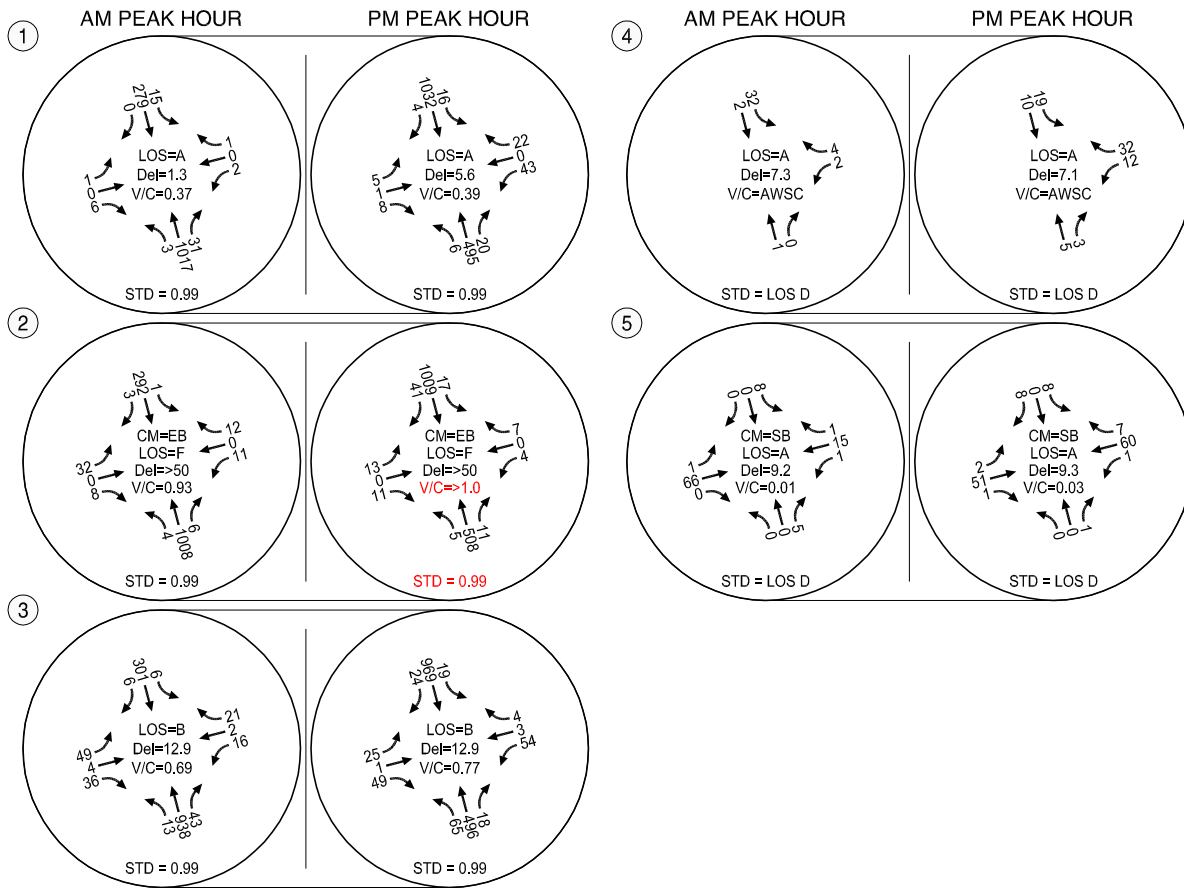 AM PEAK HOUR
PM PEAK HOUR
1
0
279
15
1
0
2
1
0
6
LOS=A
Del=1.3
V/C=0.37
3
1017
31
STD = 0.99
4
1032
16
22
0
43
5
1
8
LOS=A
Del=5.6
V/C=0.39
6
495
20
STD = 0.99
2
3
292
1
12
0
11
32
0
8
CM=EB
LOS=F
Del=>50
V/C=0.93
4
1008
6
STD = 0.99
41
1009
17
7
0
4
13
0
11
CM=EB
LOS=F
Del=>50
V/C=>1.0
5
508
11
STD = 0.99
3
6
301
6
21
2
16
49
4
36
LOS=B
Del=12.9
V/C=0.69
13
938
43
STD = 0.99
24
969
19
4
3
54
25
1
49
LOS=B
Del=12.9
V/C=0.77
65
496
18
STD = 0.99
AM PEAK HOUR
PM PEAK HOUR
4
2
32
4
2
LOS=A
Del=7.3
V/C=AWSC
1
0
STD = LOS D
10
19
32
12
LOS=A
Del=7.1
V/C=AWSC
5
3
STD = LOS D
5
0
0
8
1
15
1
1
66
0
CM=SB
LOS=A
Del=9.2
V/C=0.01
0
0
5
STD = LOS D
8
0
8
7
60
1
2
51
1
CM=SB
LOS=A
Del=9.3
V/C=0.03
0
0
1
STD = LOS D